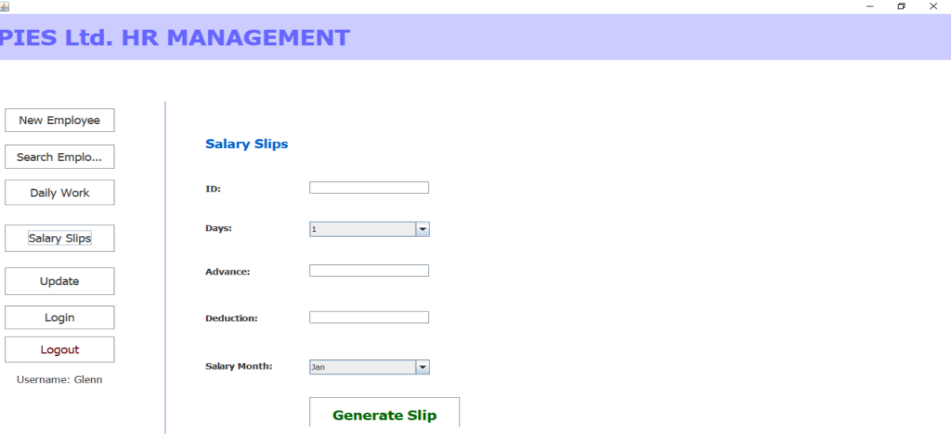 PIES Ltd. HR MANAGEMENT
New Employee
Search Emplo...
Daily Work
Salary Slips
Update
Login
Logout
Username: Glenn
Salary Slips
ID:
Days: 1
Advance:
Deduction:
Salary Month: Jan
Generate Slip